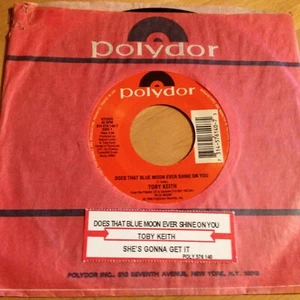 polydor
polydor
DOES THAT BLUE MOON EVER SHINE ON YOU
TOBY KEITH
DOES THAT BLUE MOON EVER SHINE ON YOU
TOBY KEITH
SHE'S GONNA GET IT
POLY 576 140
POLYDOR INC., 810 SEVENTH AVENUE, NEW YORK, N.Y. 10019